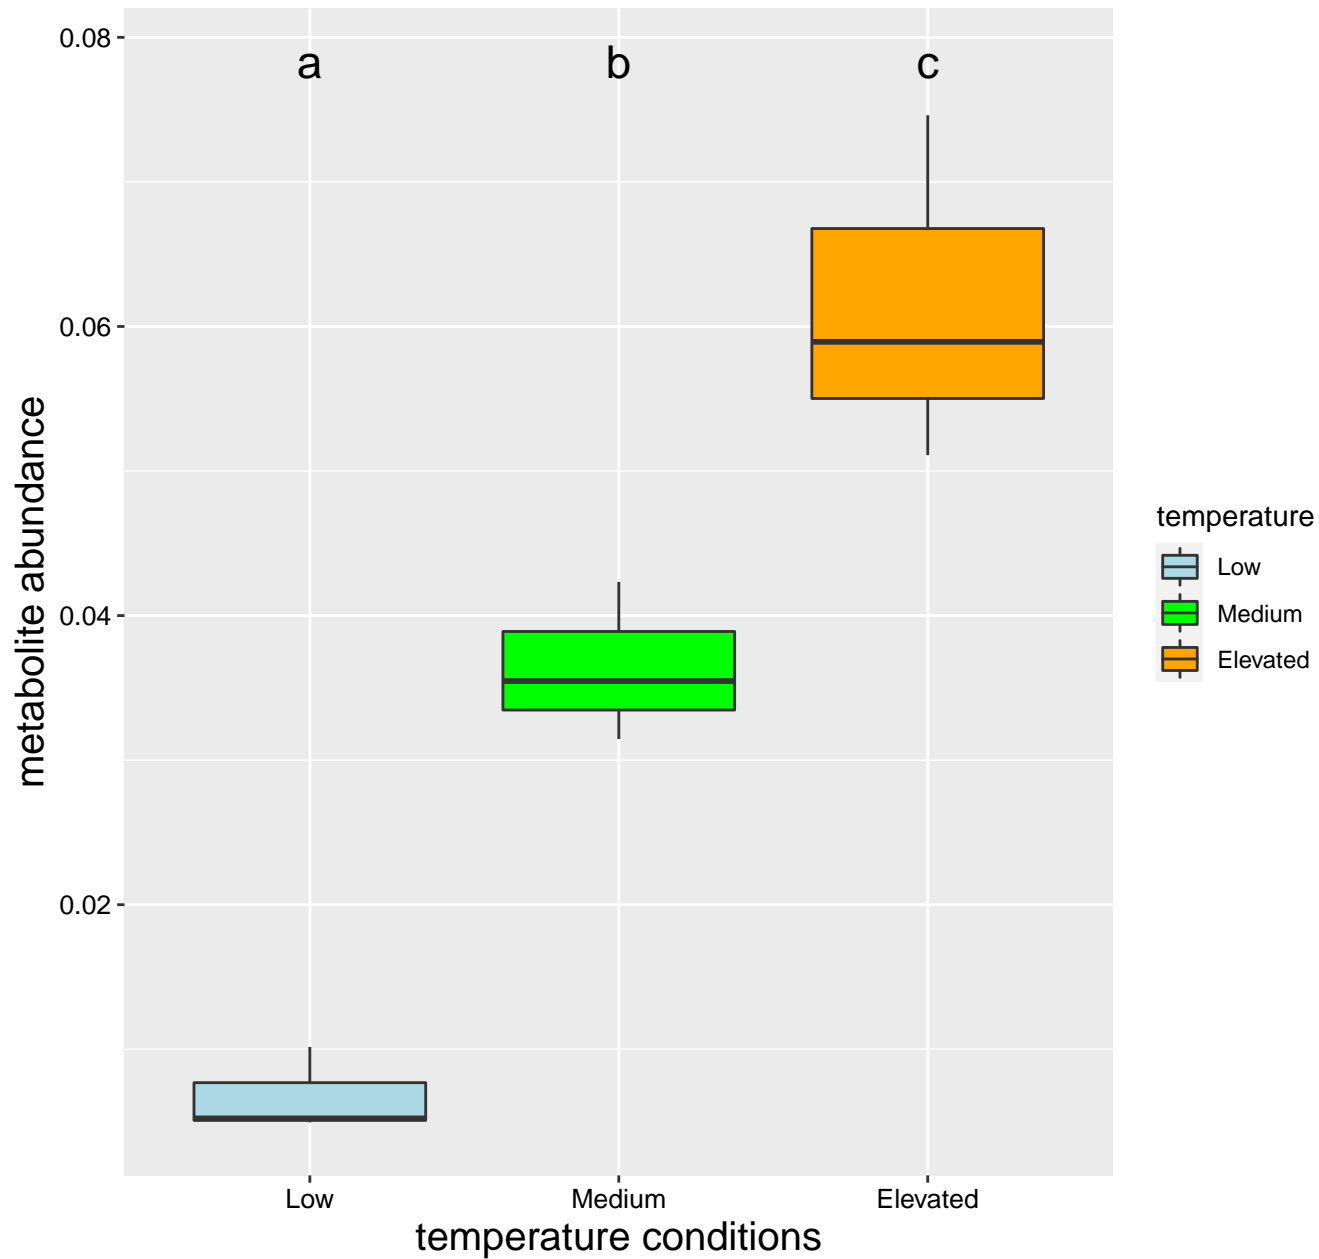 a b c
0.08
0.06
0.04
0.02
metabolite abundance
Low Medium Elevated
temperature conditions
temperature
Low
Medium
Elevated